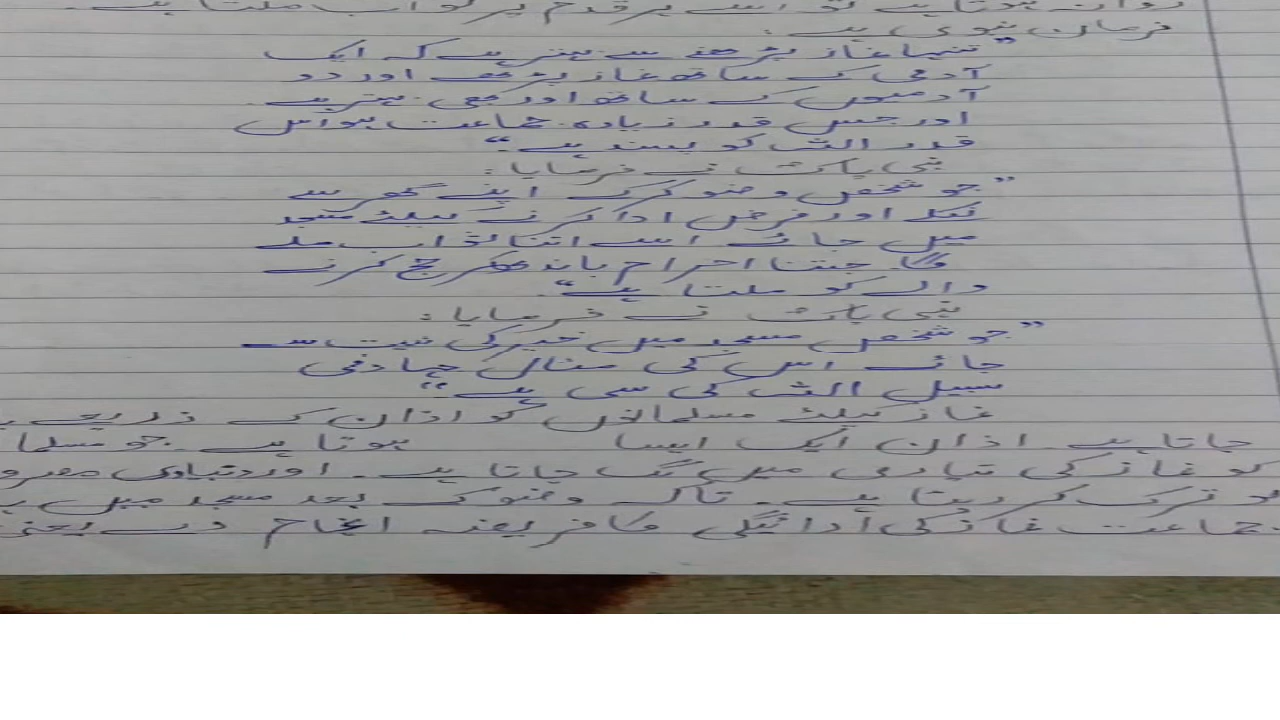 روانہ ہوتا ہے تو اسے ہر قدم پر ثواب ملتا ہے۔
فرمان نبوی ہے:
”تنہا نماز پڑھنے سے بہتر ہے کہ ایک
آدمی کے ساتھ نماز پڑھے اور دو
آدمیوں کے ساتھ اور بھی بہتر ہے
اور جس قدر زیادہ جماعت ہو اس
قدر اللہ کو پسند ہے“
نبی پاکؐ نے فرمایا:
”جو شخص وضو کرکے اپنے گھر سے
نکلے اور فرض ادا کرنے کیلئے مسجد
میں جائے اسے اتنا ثواب ملے
گا جتنا احرام باندھ کر حج کرنے
والے کو ملتا ہے“
نبی پاکؐ نے فرمایا:
”جو شخص مسجد میں خیر کی نیت سے
جائے اس کی مثال جہاد فی
سبیل اللہ کی سی ہے“
نماز کیلئے مسلمانوں کو اذان کے ذریعے
جاتا ہے۔ اذان ایک ایسا ہوتا ہے۔ جو مسلما
کو نماز کی تیاری میں لگ جاتا ہے۔ اور دنیاوی مصرو
کو ترک کر دیتا ہے۔ تاکہ وضو کے بعد مسجد میں
جماعت نماز کی ادائیگی کا فریضہ انجام دے یعنی